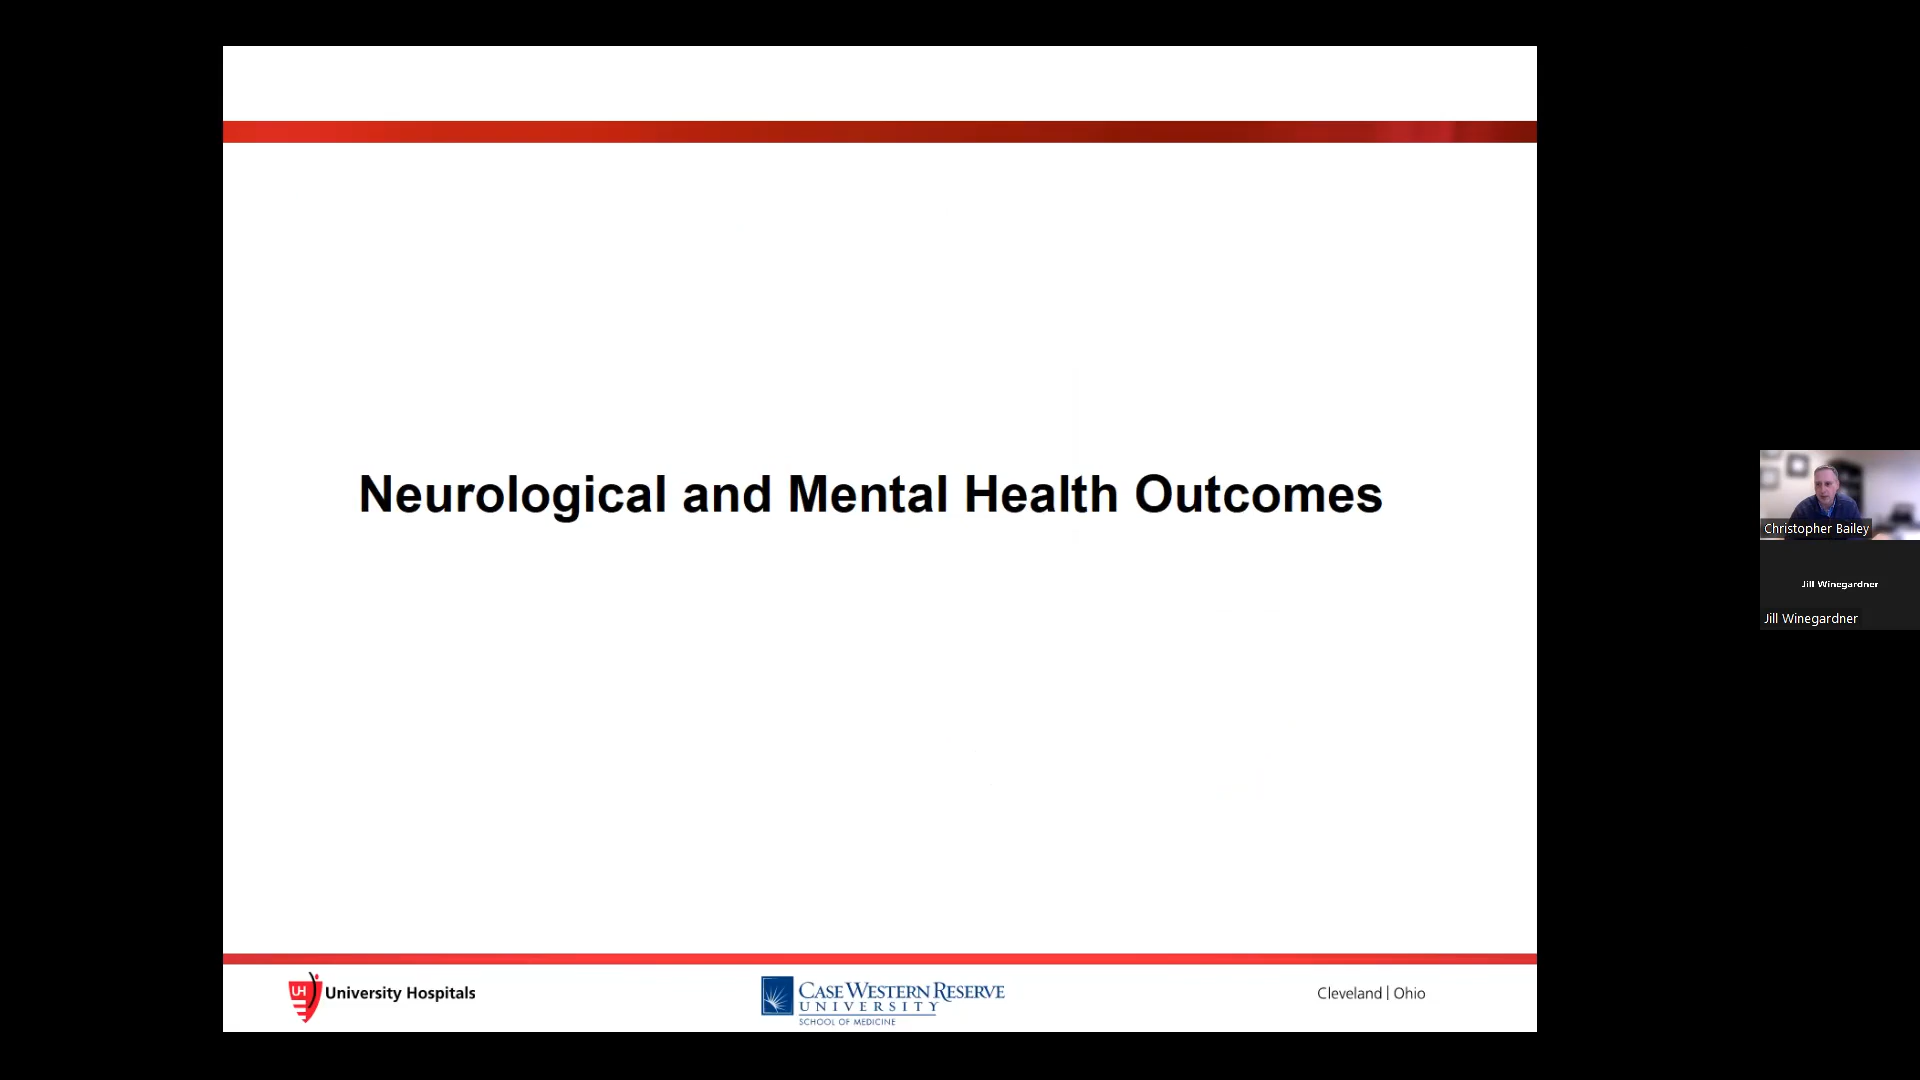 Neurological and Mental Health Outcomes
UH University Hospitals
CASE WESTERN RESERVE
UNIVERSITY
SCHOOL OF MEDICINE
Cleveland | Ohio
Christopher Bailey
Jill Winegardner
Jill Winegardner